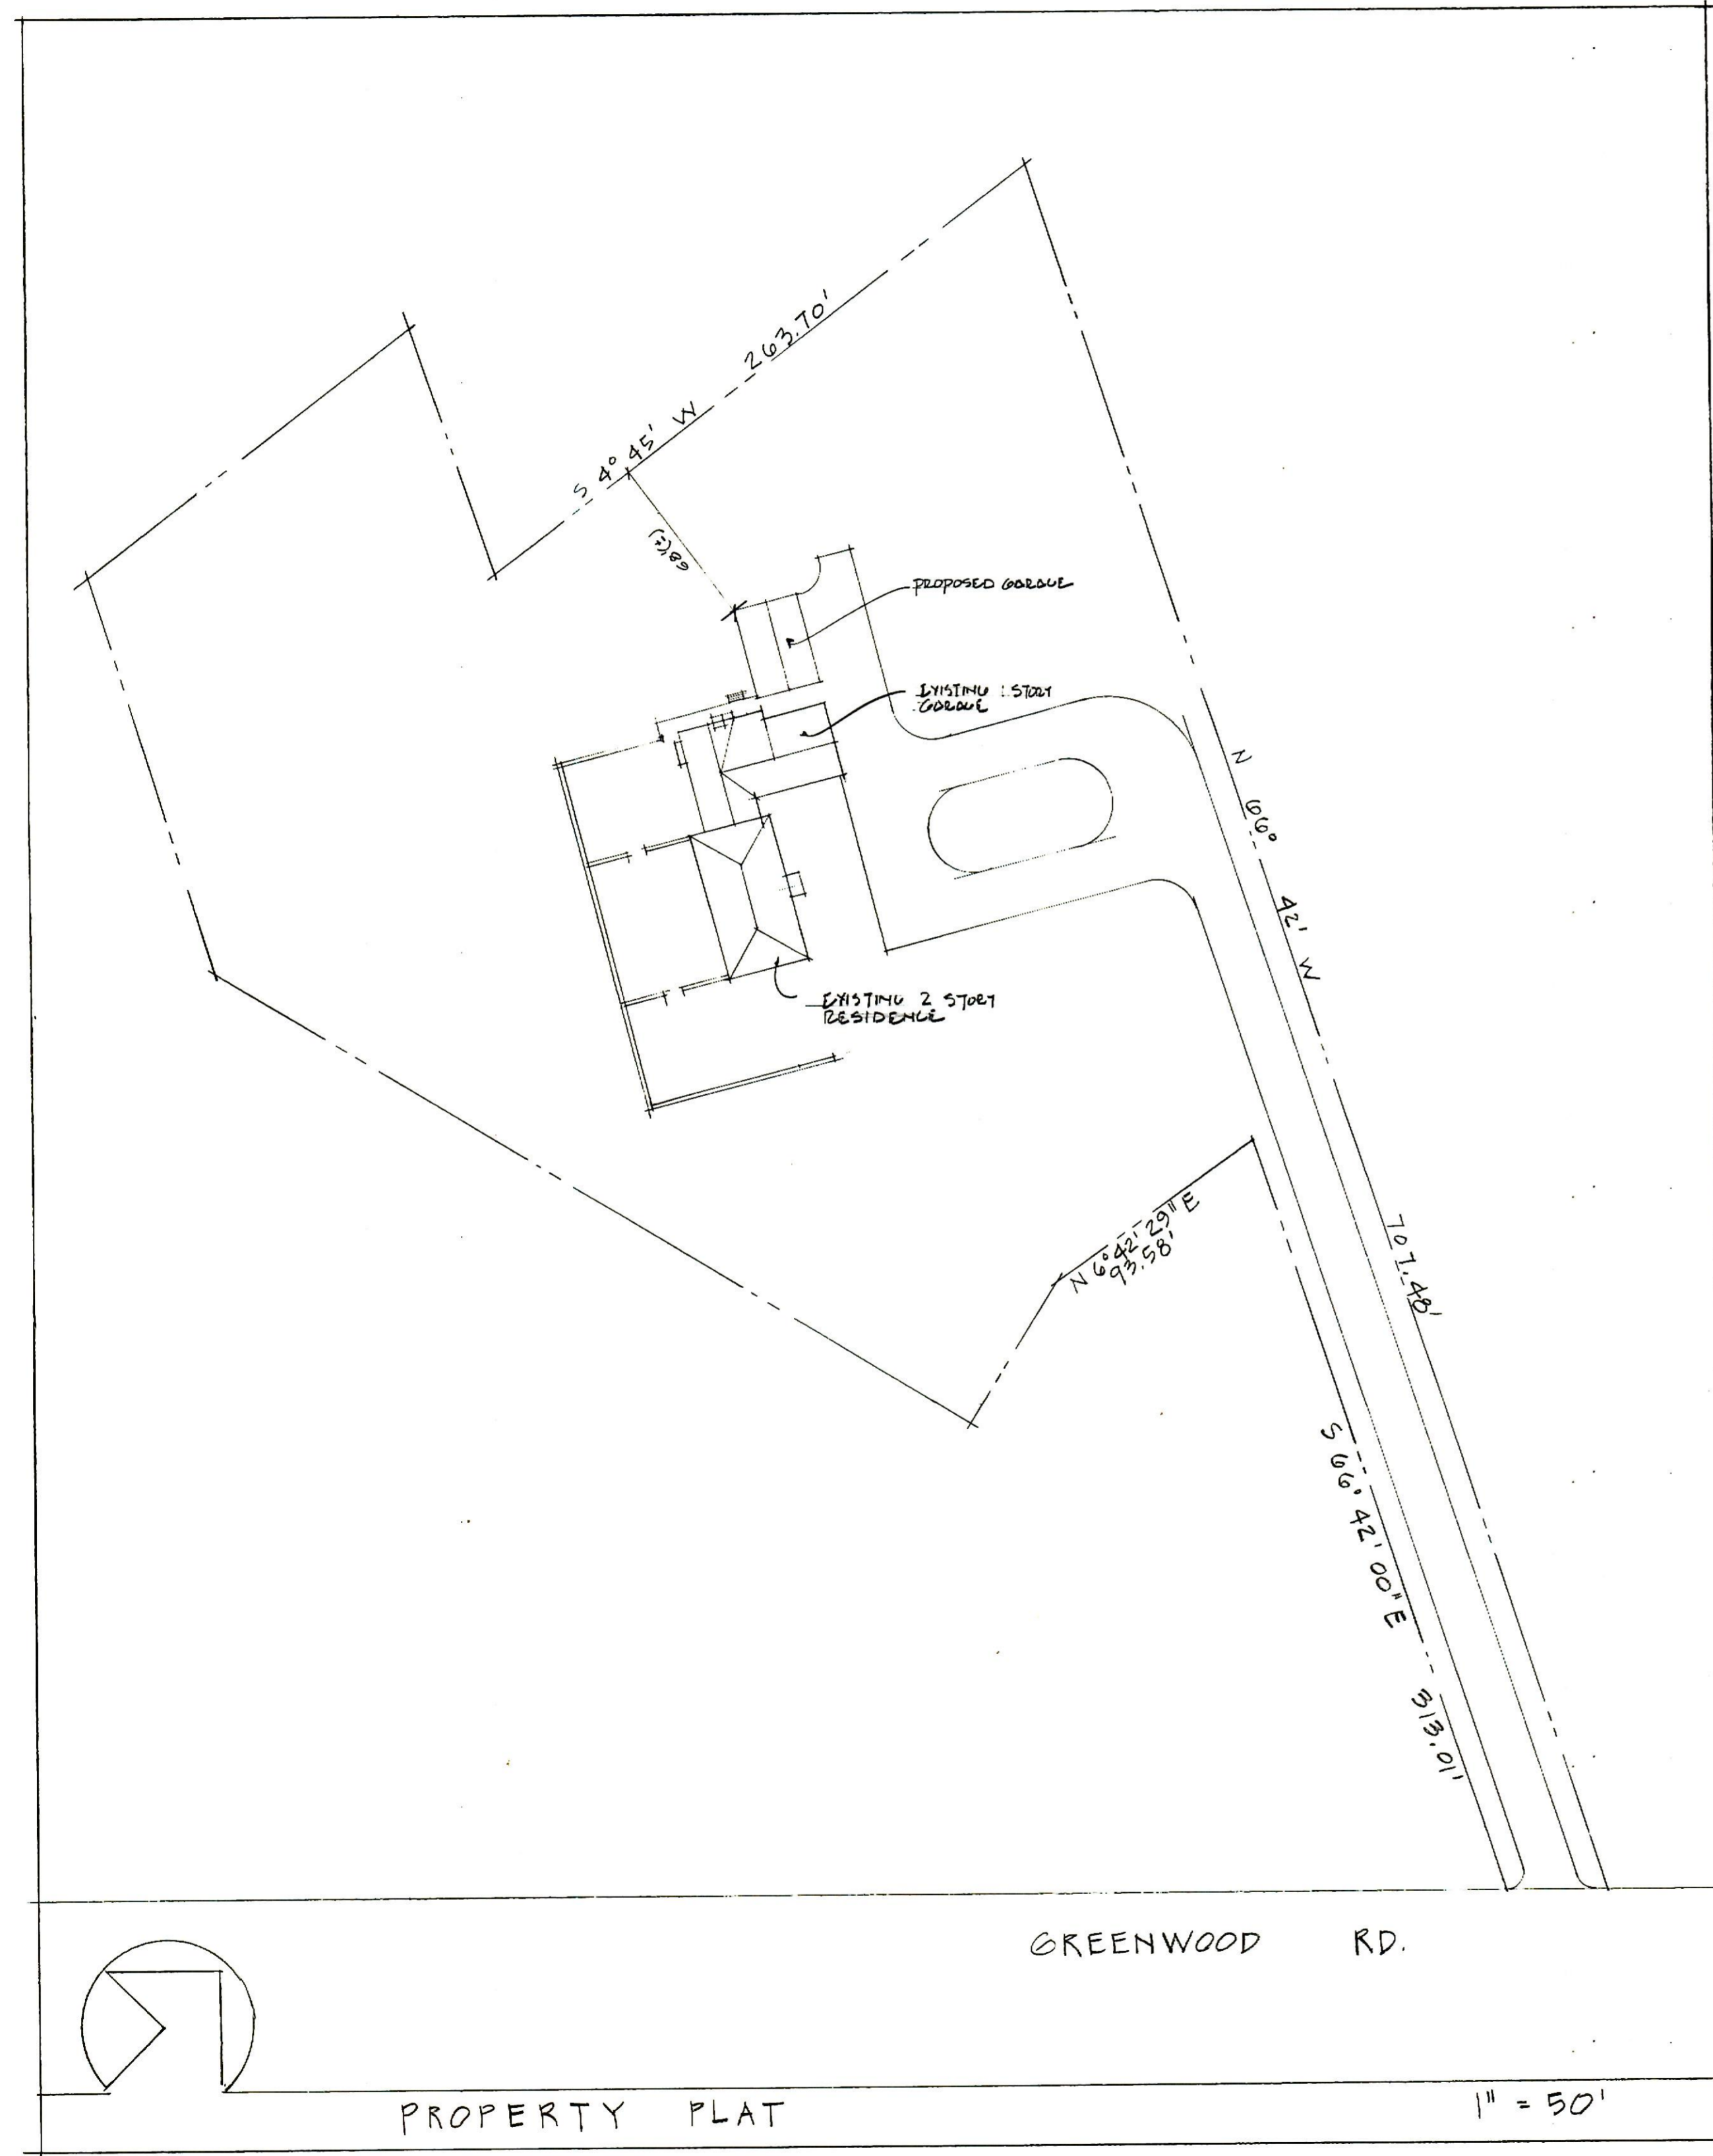 263.70'
S 4° 45' W
68'(±)
PROPOSED GARAGE
EXISTING 1 STORY
GARAGE
N 66° 42' W
707.48'
EXISTING 2 STORY
RESIDENCE
N 6° 42' 29" E
93.58'
S 66° 42' 00" E
313.01'
GREENWOOD RD.
PROPERTY PLAT
1" = 50'